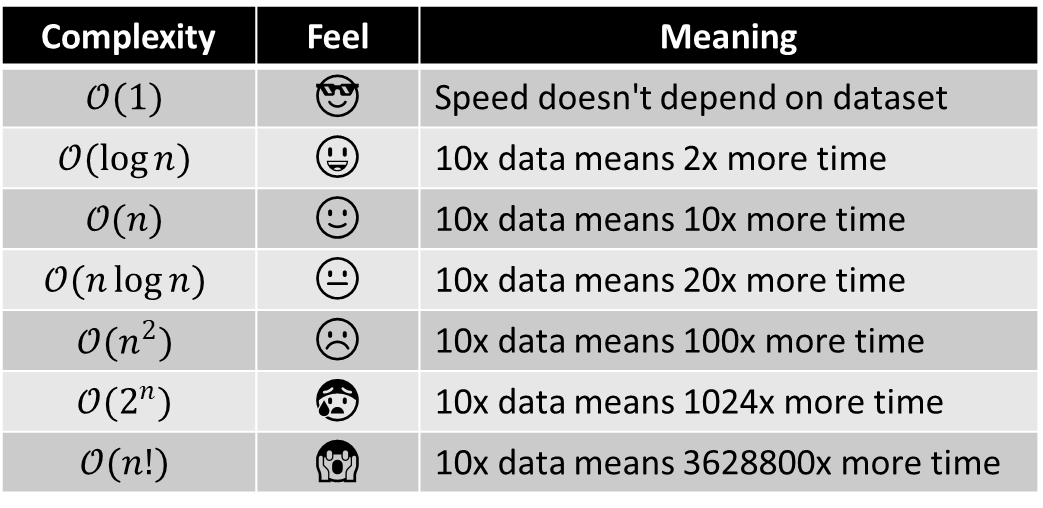 Complexity Feel Meaning
𝒪(1) Speed doesn't depend on dataset
𝒪(log n) 10x data means 2x more time
𝒪(n) 10x data means 10x more time
𝒪(n log n) 10x data means 20x more time
𝒪(n²) 10x data means 100x more time
𝒪(2ⁿ) 10x data means 1024x more time
𝒪(n!) 10x data means 3628800x more time